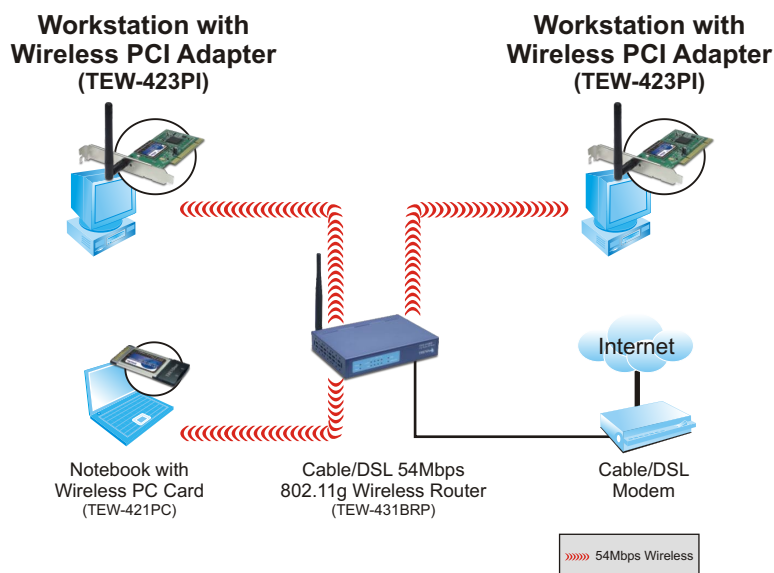 Workstation with
Wireless PCI Adapter
(TEW-423PI)
Workstation with
Wireless PCI Adapter
(TEW-423PI)
Internet
Notebook with
Wireless PC Card
(TEW-421PC)
Cable/DSL 54Mbps
802.11g Wireless Router
(TEW-431BRP)
Cable/DSL
Modem
54Mbps Wireless